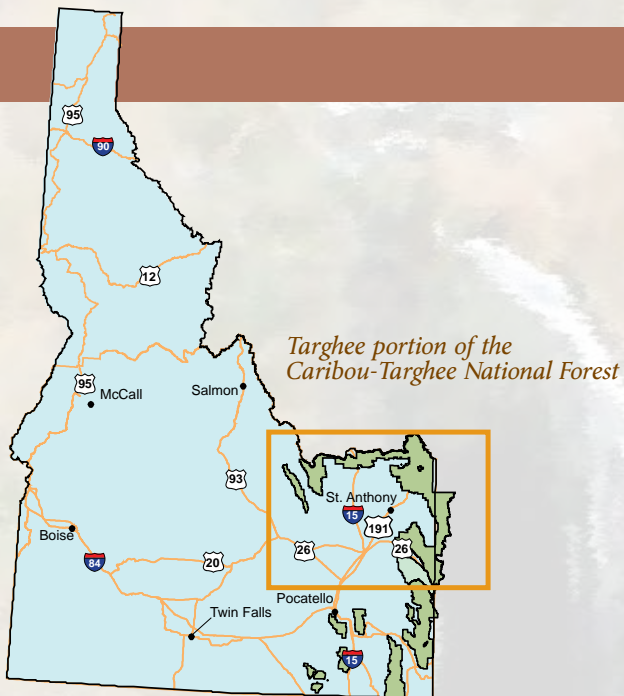 95
90
12
Targhee portion of the
Caribou-Targhee National Forest
95
McCall
Salmon
93
St. Anthony
15
191
Boise
26
26
84
20
Pocatello
Twin Falls
15